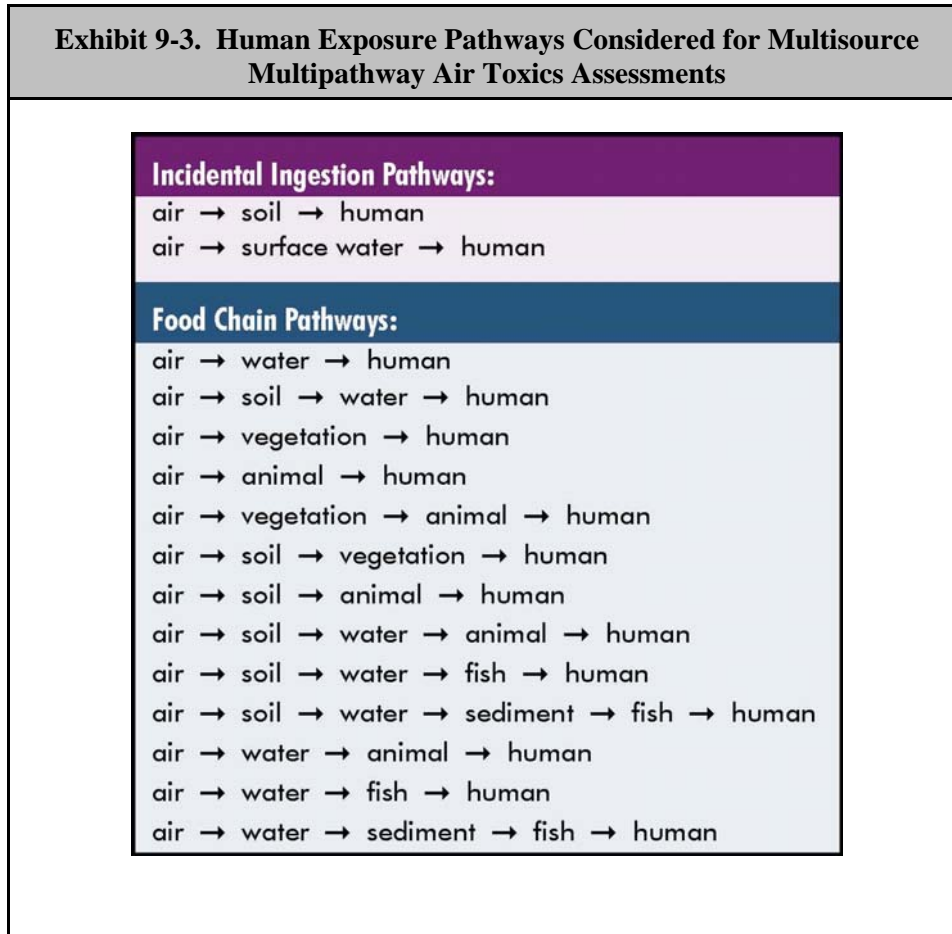 Exhibit 9-3.  Human Exposure Pathways Considered for Multisource
Multipathway Air Toxics Assessments
Incidental Ingestion Pathways:
air → soil → human
air → surface water → human
Food Chain Pathways:
air → water → human
air → soil → water → human
air → vegetation → human
air → animal → human
air → vegetation → animal → human
air → soil → vegetation → human
air → soil → animal → human
air → soil → water → animal → human
air → soil → water → fish → human
air → soil → water → sediment → fish → human
air → water → animal → human
air → water → fish → human
air → water → sediment → fish → human